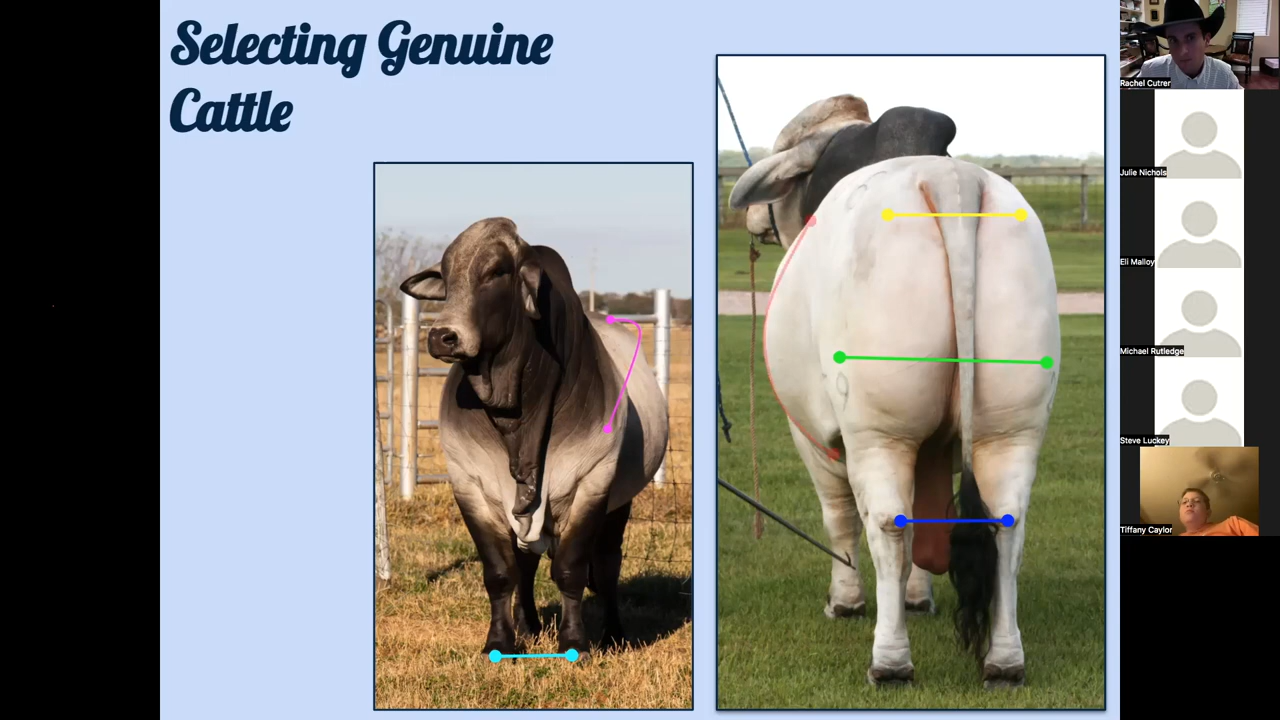 Selecting Genuine
Cattle
Rachel Cutrer
Julie Nichols
Eli Malloy
Michael Rutledge
Steve Luckey
Tiffany Caylor